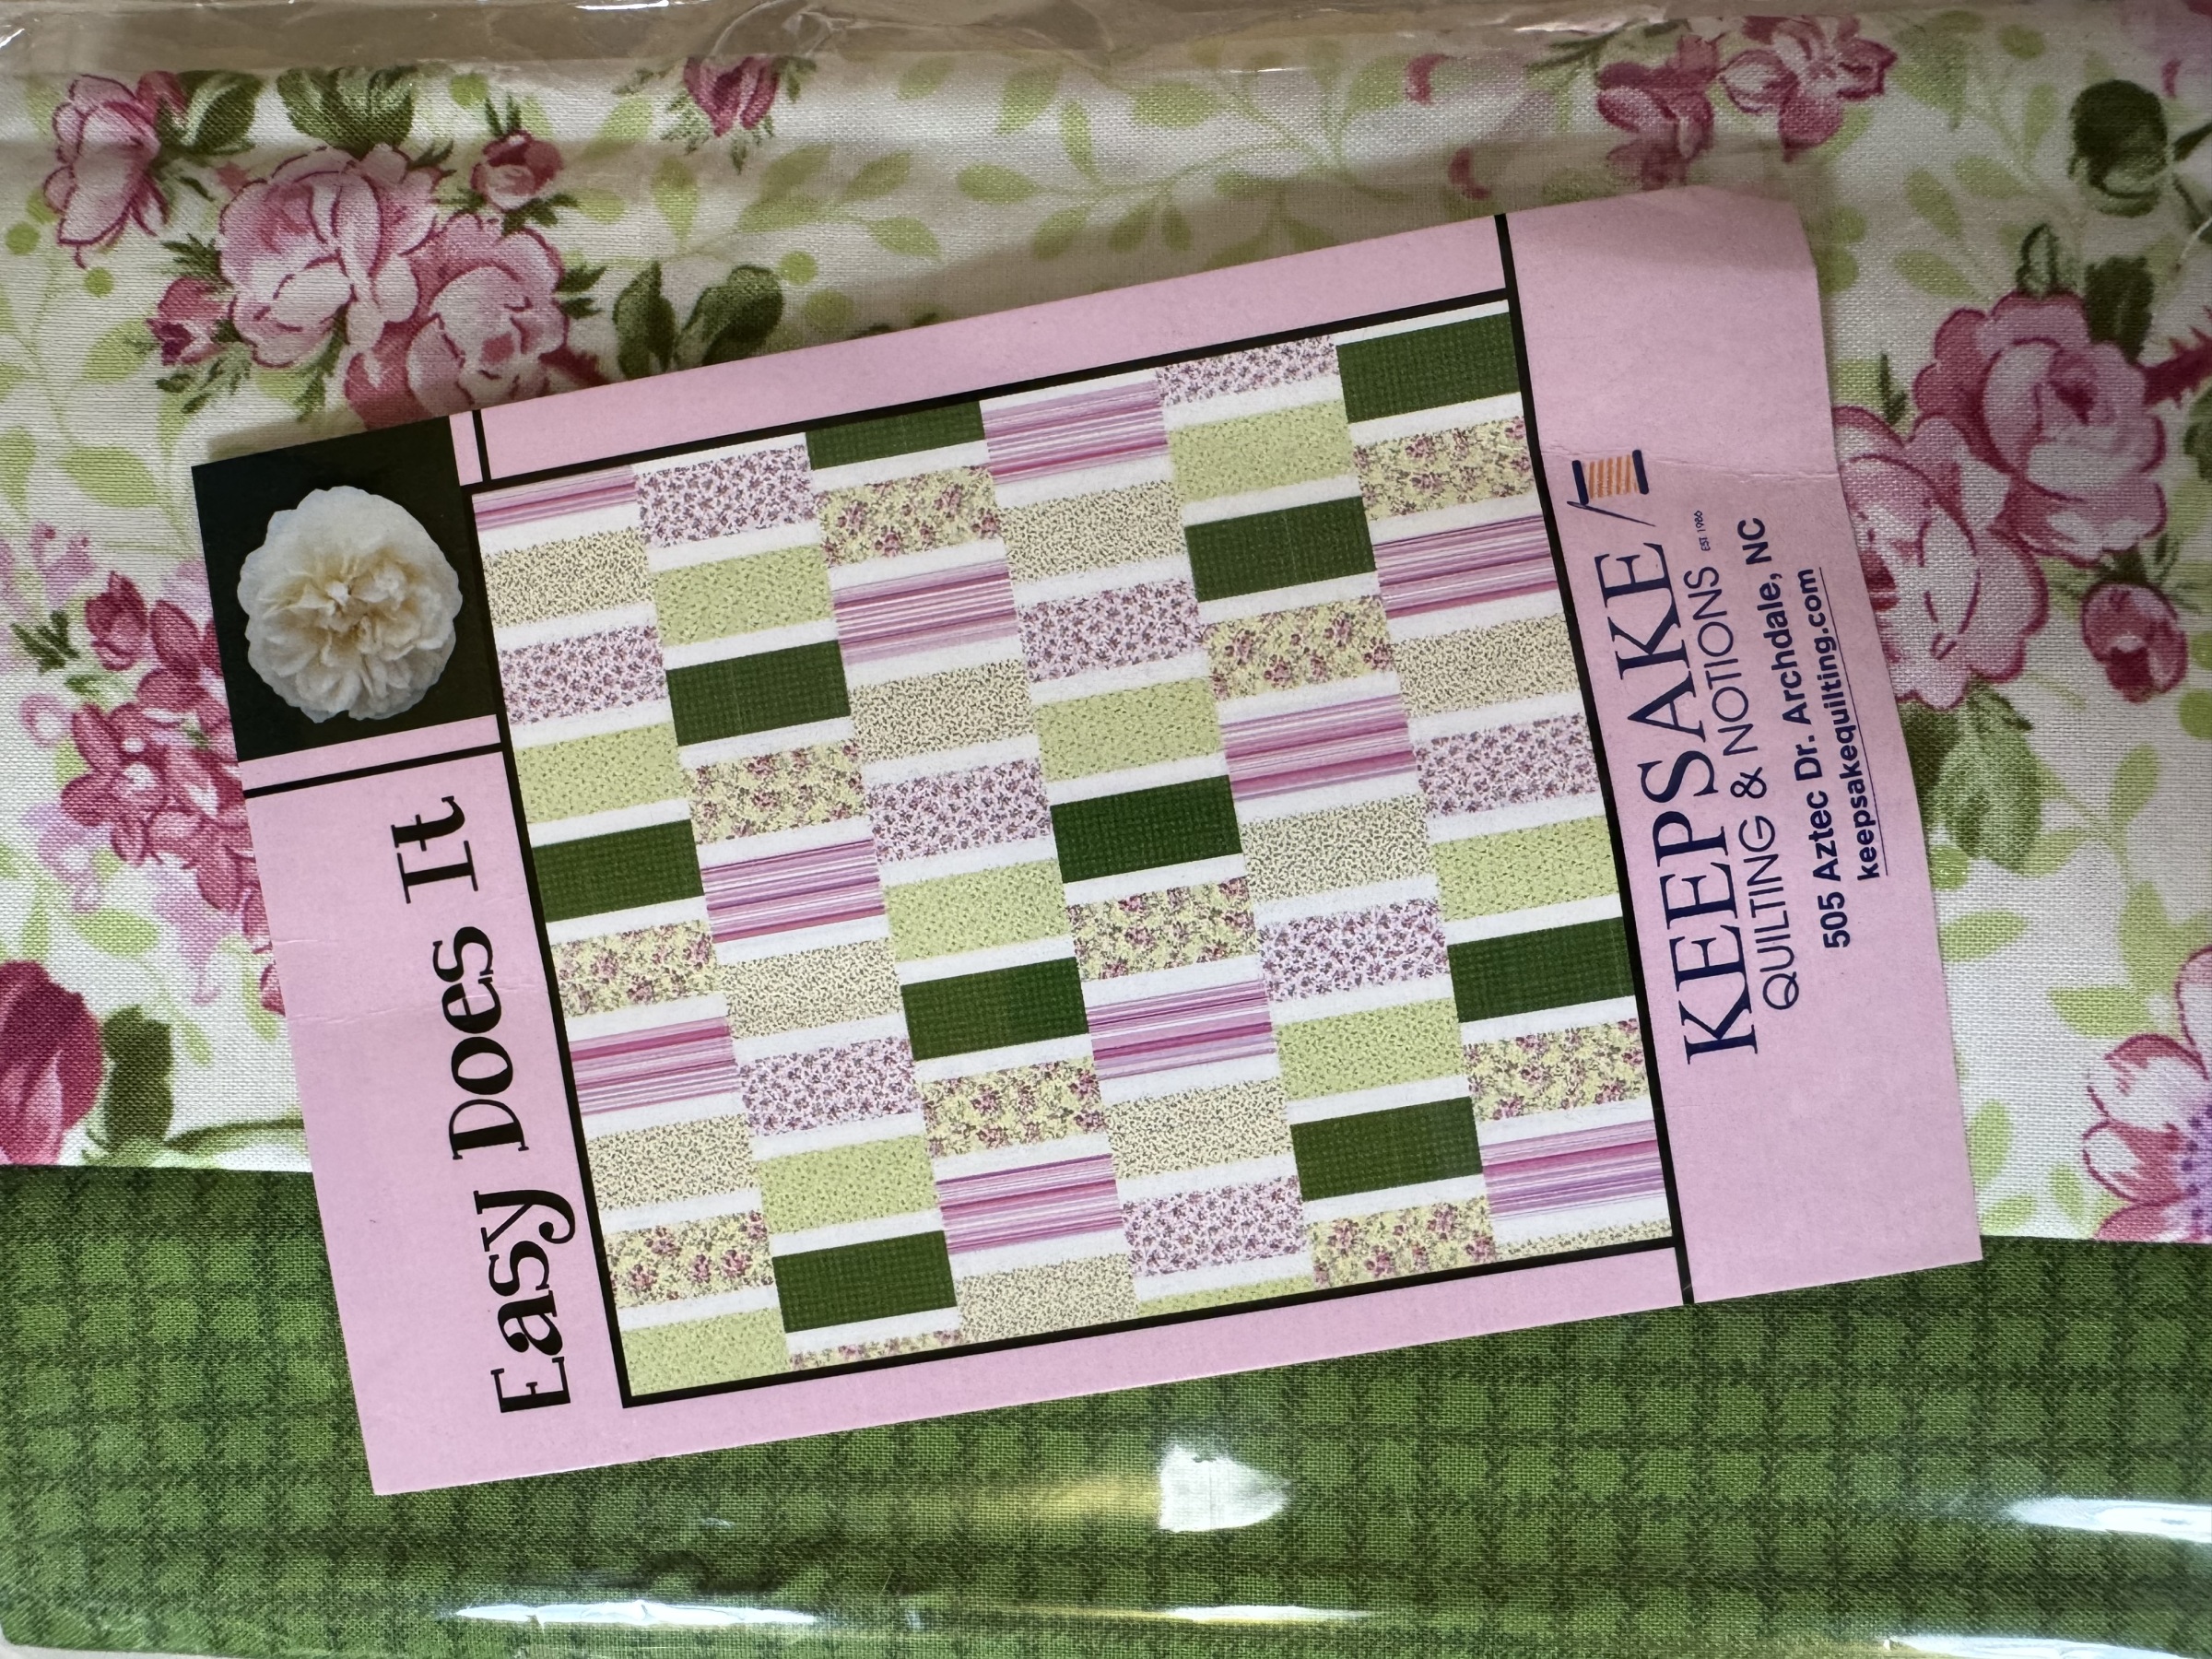 Easy Does It
KEEPSAKE
QUILTING & NOTIONS EST 1986
505 Aztec Dr. Archdale, NC
keepsakequilting.com